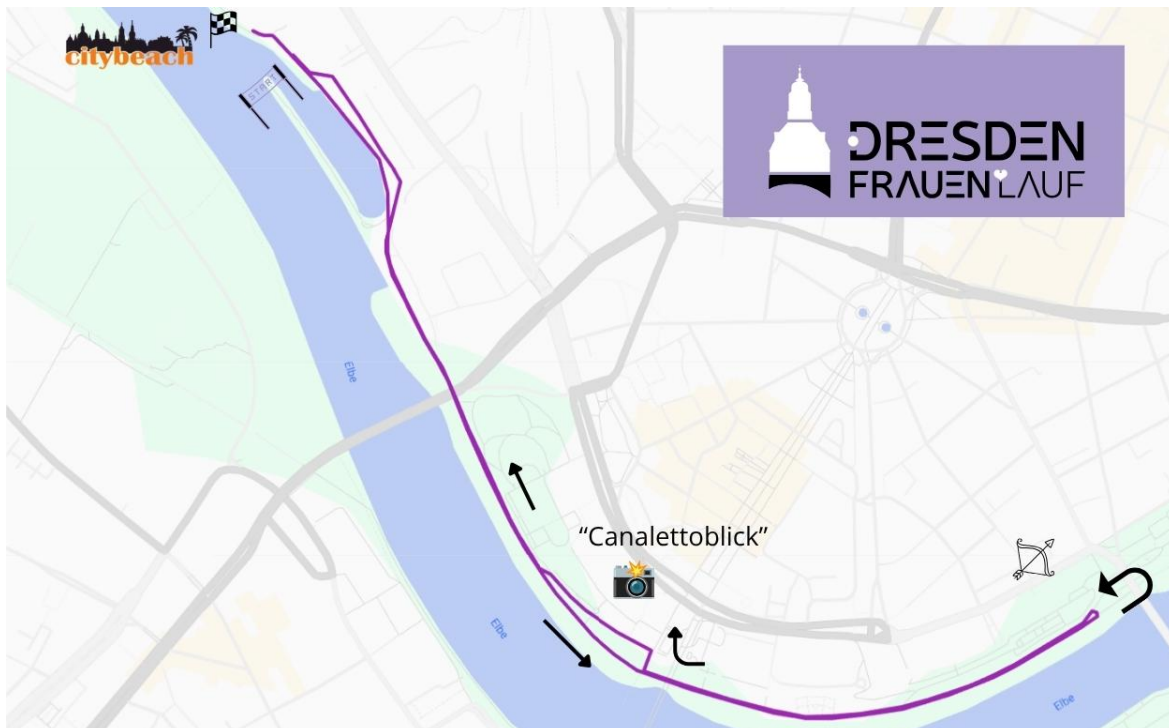 citybeach
START
DRESDEN
FRAUENLAUF
Elbe
“Canalettoblick”
Elbe
Elbe